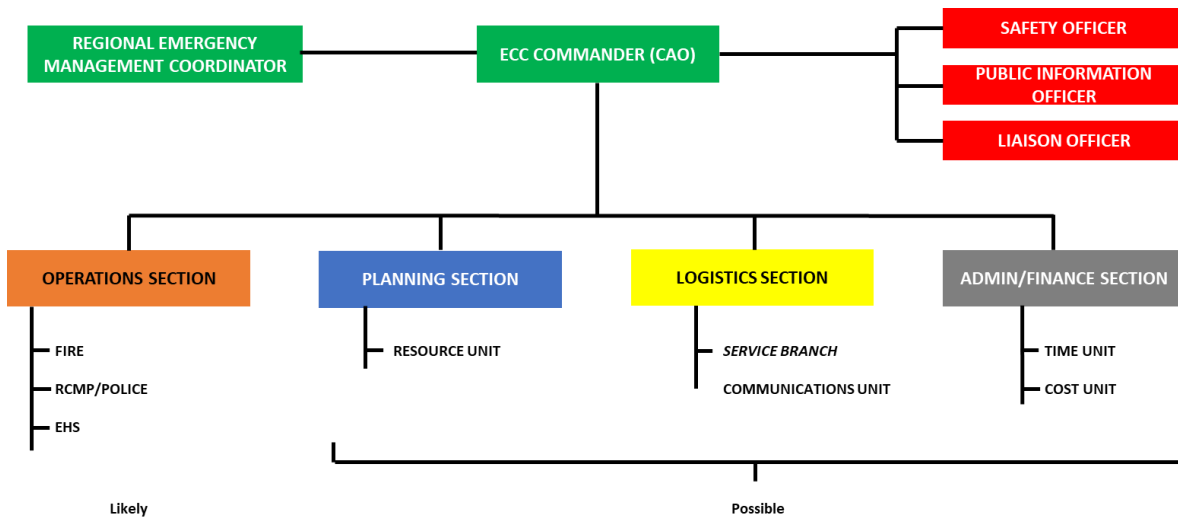 REGIONAL EMERGENCY
MANAGEMENT COORDINATOR
ECC COMMANDER (CAO)
SAFETY OFFICER
PUBLIC INFORMATION
OFFICER
LIAISON OFFICER
OPERATIONS SECTION
PLANNING SECTION
LOGISTICS SECTION
ADMIN/FINANCE SECTION
FIRE
RCMP/POLICE
EHS
RESOURCE UNIT
SERVICE BRANCH
COMMUNICATIONS UNIT
TIME UNIT
COST UNIT
Likely
Possible